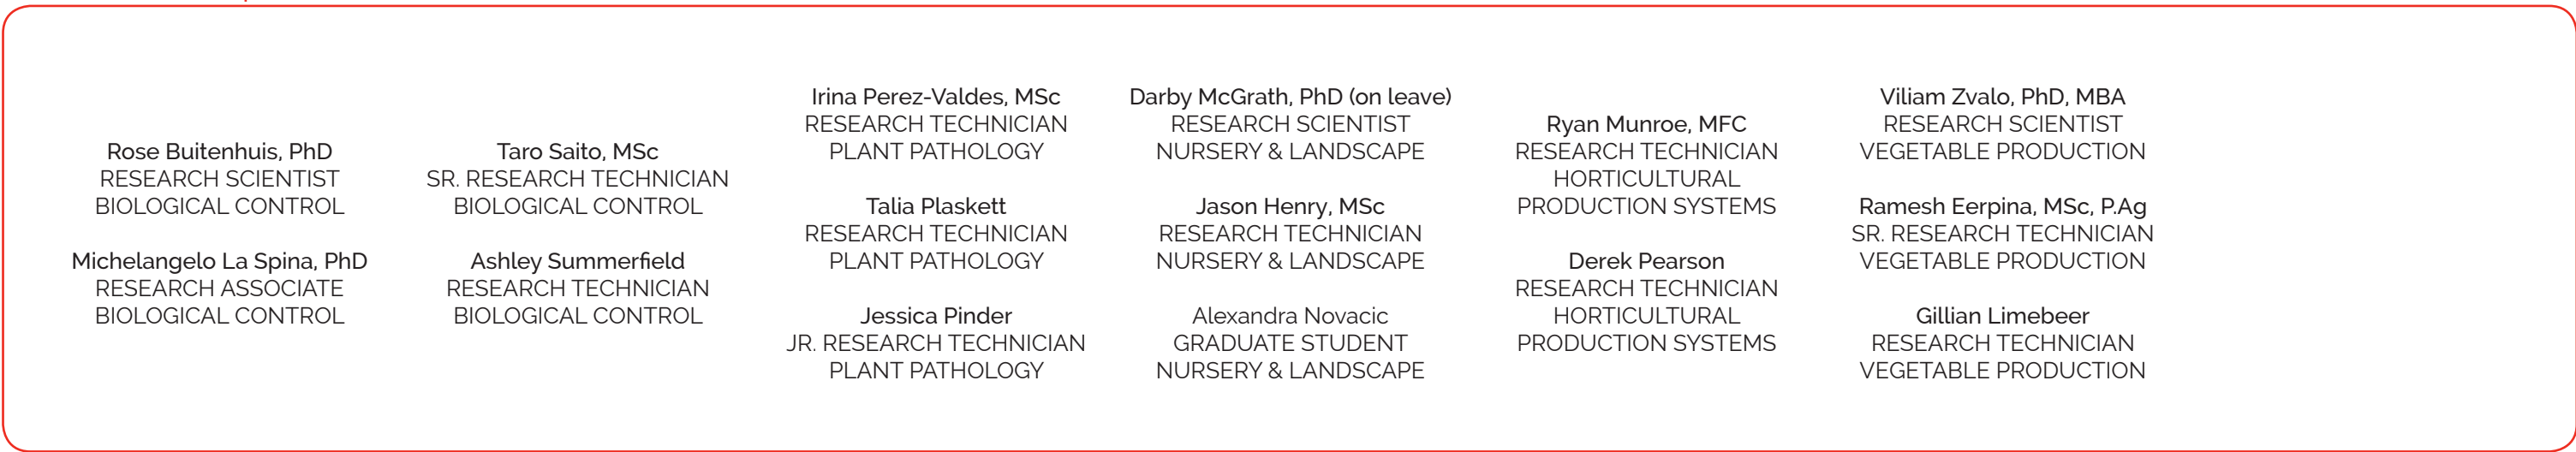 Rose Buitenhuis, PhD
RESEARCH SCIENTIST
BIOLOGICAL CONTROL
Michelangelo La Spina, PhD
RESEARCH ASSOCIATE
BIOLOGICAL CONTROL
Taro Saito, MSc
SR. RESEARCH TECHNICIAN
BIOLOGICAL CONTROL
Ashley Summerfield
RESEARCH TECHNICIAN
BIOLOGICAL CONTROL
Irina Perez-Valdes, MSc
RESEARCH TECHNICIAN
PLANT PATHOLOGY
Talia Plaskett
RESEARCH TECHNICIAN
PLANT PATHOLOGY
Jessica Pinder
JR. RESEARCH TECHNICIAN
PLANT PATHOLOGY
Darby McGrath, PhD (on leave)
RESEARCH SCIENTIST
NURSERY & LANDSCAPE
Jason Henry, MSc
RESEARCH TECHNICIAN
NURSERY & LANDSCAPE
Alexandra Novacic
GRADUATE STUDENT
NURSERY & LANDSCAPE
Ryan Munroe, MFC
RESEARCH TECHNICIAN
HORTICULTURAL
PRODUCTION SYSTEMS
Derek Pearson
RESEARCH TECHNICIAN
HORTICULTURAL
PRODUCTION SYSTEMS
Viliam Zvalo, PhD, MBA
RESEARCH SCIENTIST
VEGETABLE PRODUCTION
Ramesh Eerpina, MSc, P.Ag
SR. RESEARCH TECHNICIAN
VEGETABLE PRODUCTION
Gillian Limebeer
RESEARCH TECHNICIAN
VEGETABLE PRODUCTION